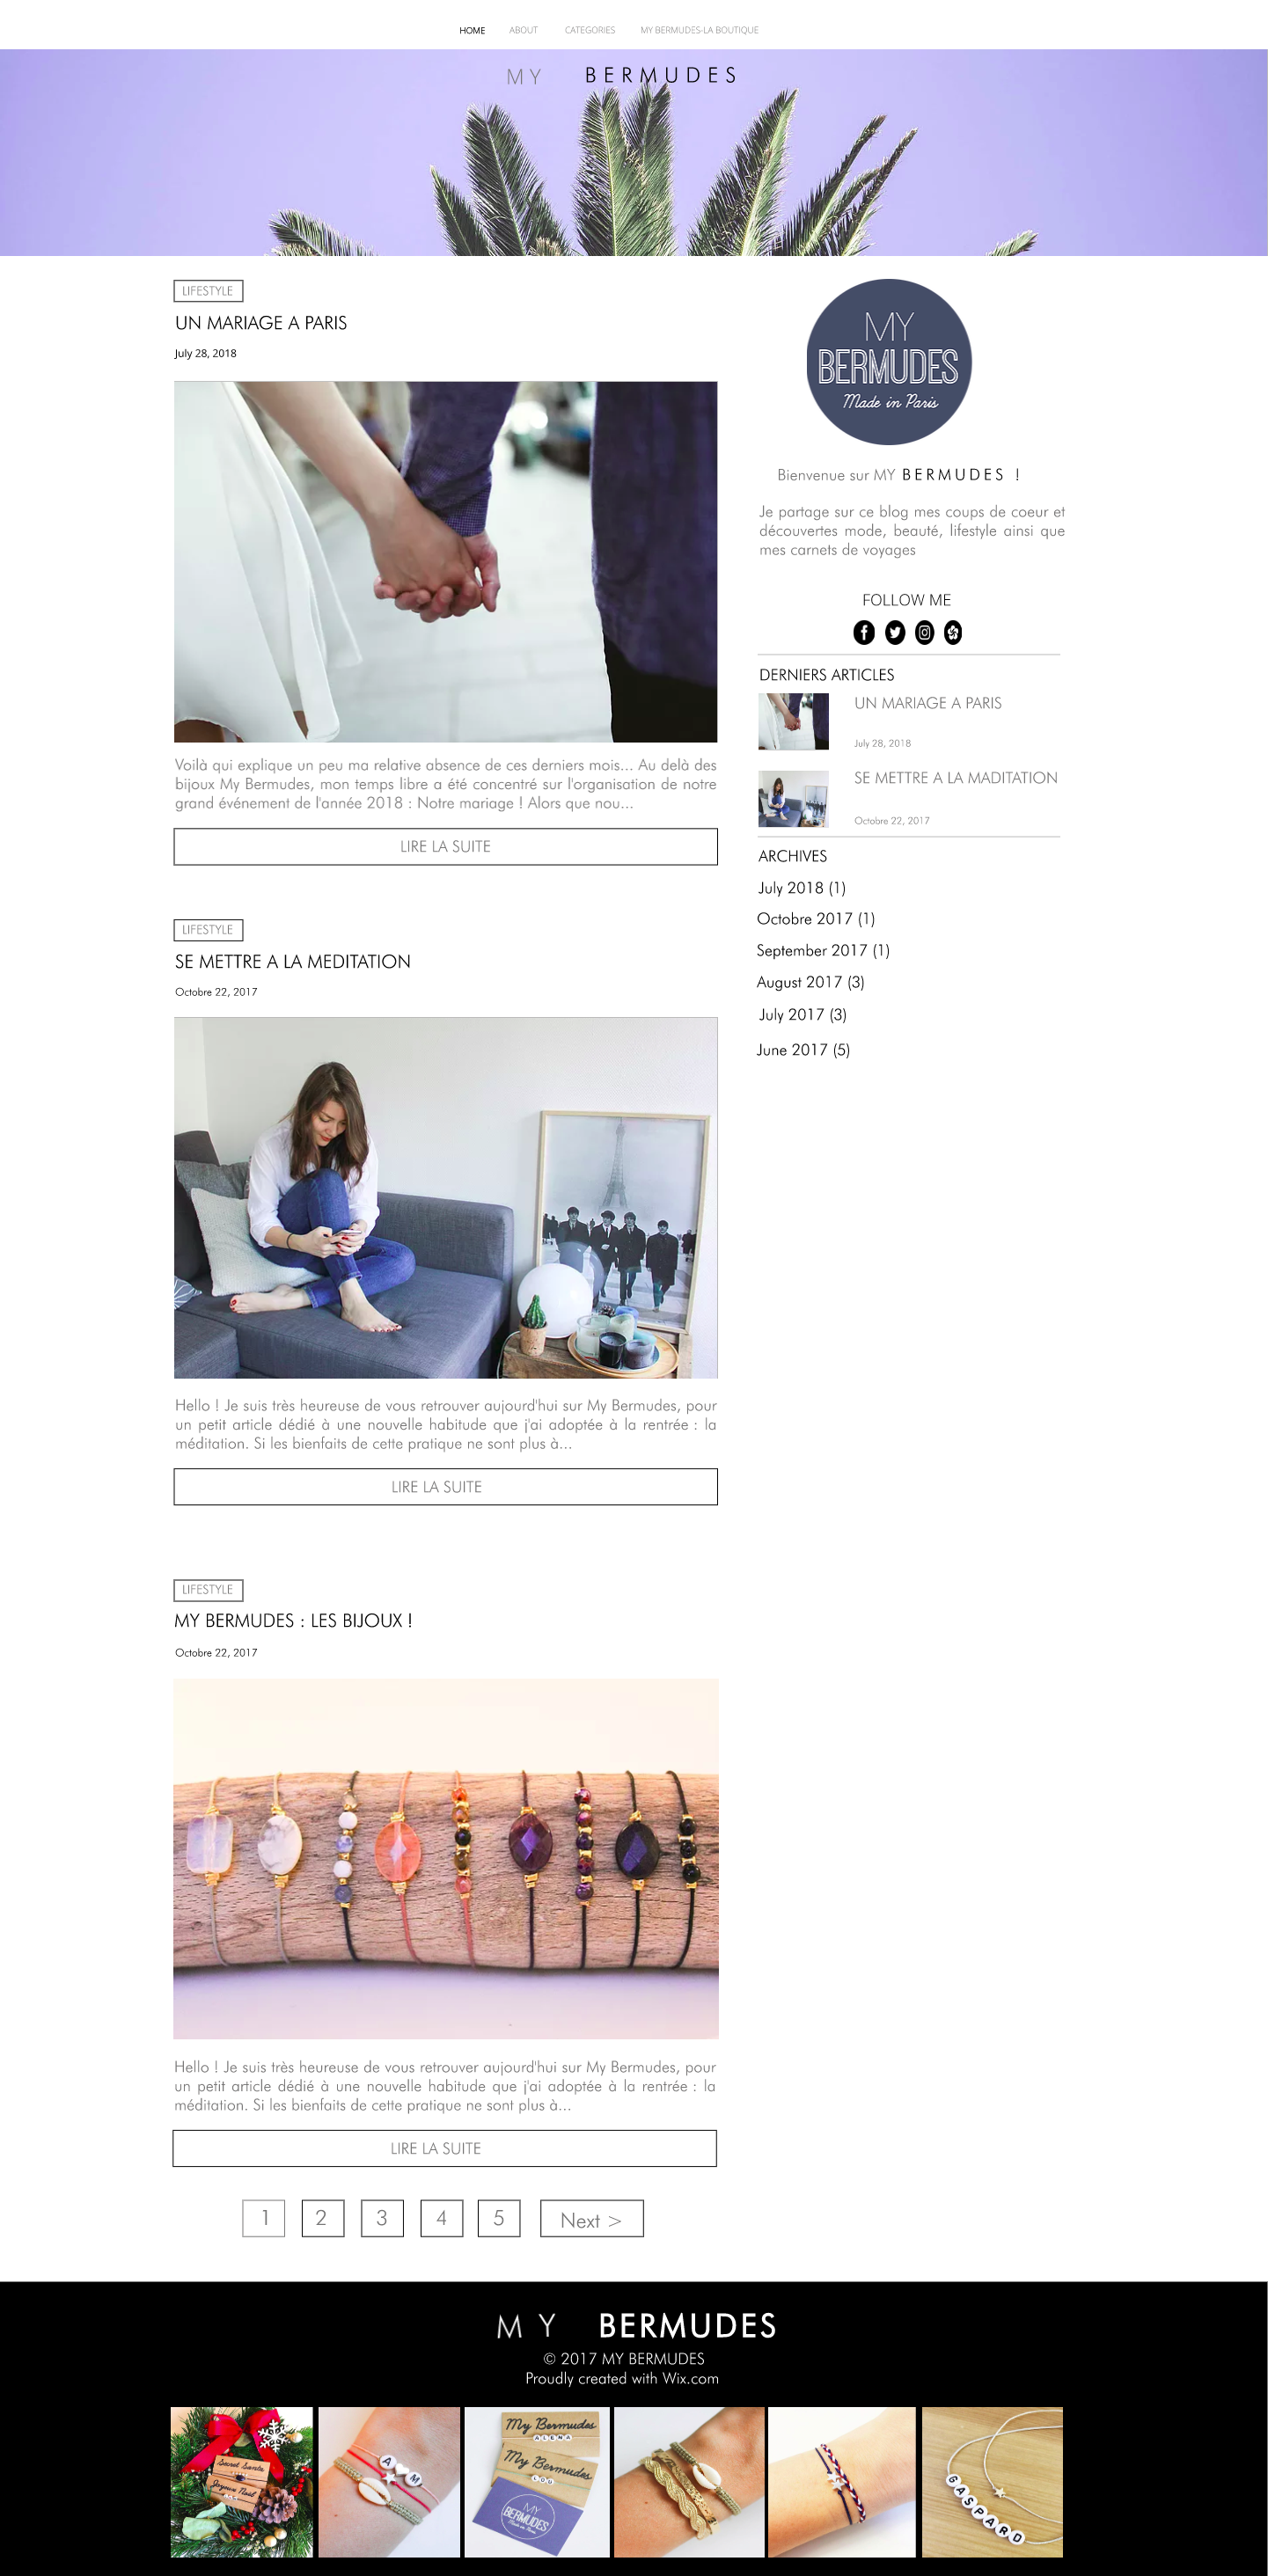 HOME ABOUT CATEGORIES MY BERMUDES-LA BOUTIQUE
MY BERMUDES
LIFESTYLE
UN MARIAGE A PARIS
July 28, 2018
Voilà qui explique un peu ma relative absence de ces derniers mois... Au delà des
bijoux My Bermudes, mon temps libre a été concentré sur l'organisation de notre
grand événement de l'année 2018 : Notre mariage ! Alors que nou...
LIRE LA SUITE
LIFESTYLE
SE METTRE A LA MEDITATION
Octobre 22, 2017
Hello ! Je suis très heureuse de vous retrouver aujourd'hui sur My Bermudes, pour
un petit article dédié à une nouvelle habitude que j'ai adoptée à la rentrée : la
méditation. Si les bienfaits de cette pratique ne sont plus à...
LIRE LA SUITE
LIFESTYLE
MY BERMUDES : LES BIJOUX !
Octobre 22, 2017
Hello ! Je suis très heureuse de vous retrouver aujourd'hui sur My Bermudes, pour
un petit article dédié à une nouvelle habitude que j'ai adoptée à la rentrée : la
méditation. Si les bienfaits de cette pratique ne sont plus à...
LIRE LA SUITE
1 2 3 4 5 Next >
MY
BERMUDES
Made in Paris
Bienvenue sur MY BERMUDES !
Je partage sur ce blog mes coups de coeur et
découvertes mode, beauté, lifestyle ainsi que
mes carnets de voyages
FOLLOW ME
DERNIERS ARTICLES
UN MARIAGE A PARIS
July 28, 2018
SE METTRE A LA MADITATION
Octobre 22, 2017
ARCHIVES
July 2018 (1)
Octobre 2017 (1)
September 2017 (1)
August 2017 (3)
July 2017 (3)
June 2017 (5)
MY BERMUDES
© 2017 MY BERMUDES
Proudly created with Wix.com
Secret Santa
Joyeux Noël
A M
My Bermudes
ALENA
My Bermudes
LOU
MY
BERMUDES
Made in Paris
GASPARD